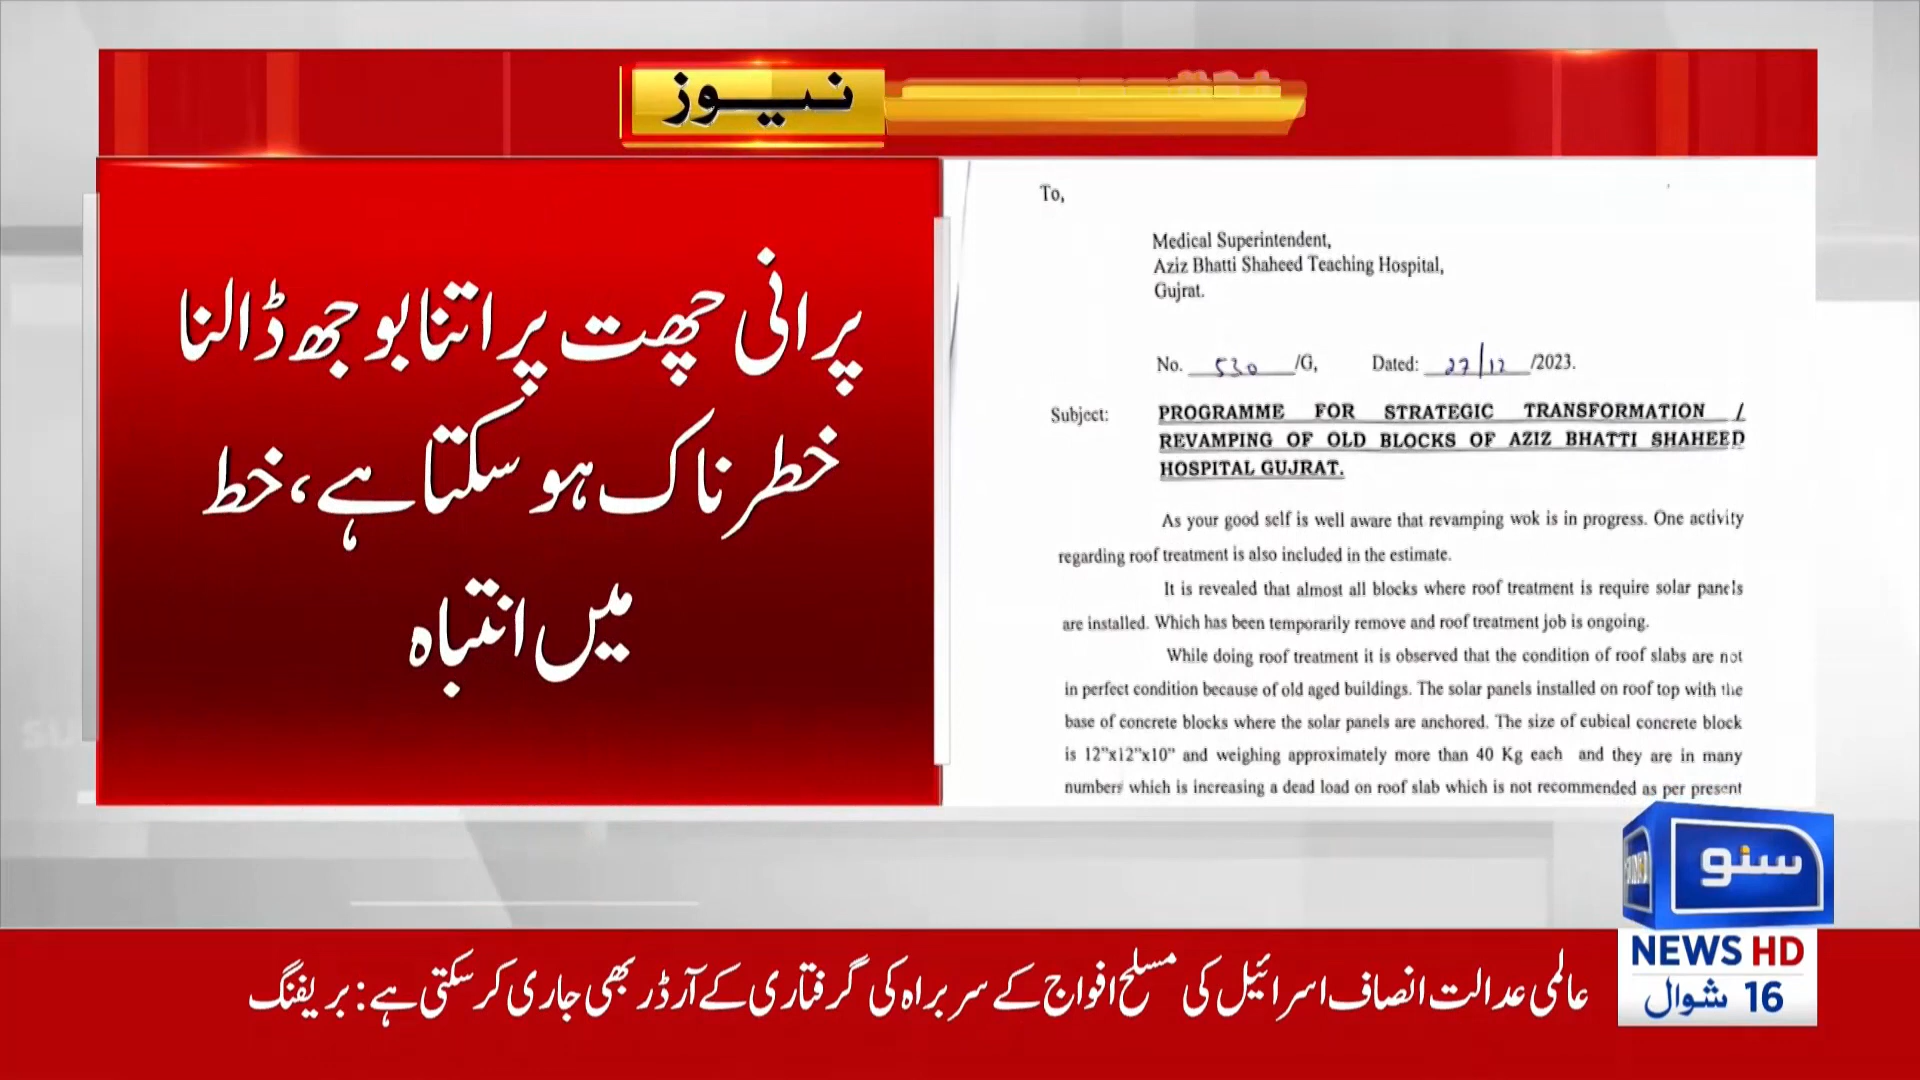 نیوز
پرانی چھت پر اتنا بوجھ ڈالنا
خطرناک ہو سکتا ہے، خط
میں انتباہ
To,
Medical Superintendent,
Aziz Bhatti Shaheed Teaching Hospital,
Gujrat.
No. 530 /G, Dated: 27/12 /2023.
Subject: PROGRAMME FOR STRATEGIC TRANSFORMATION /
REVAMPING OF OLD BLOCKS OF AZIZ BHATTI SHAHEED
HOSPITAL GUJRAT.
As your good self is well aware that revamping wok is in progress. One activity
regarding roof treatment is also included in the estimate.
It is revealed that almost all blocks where roof treatment is require solar panels
are installed. Which has been temporarily remove and roof treatment job is ongoing.
While doing roof treatment it is observed that the condition of roof slabs are not
in perfect condition because of old aged buildings. The solar panels installed on roof top with the
base of concrete blocks where the solar panels are anchored. The size of cubical concrete block
is 12"x12"x10" and weighing approximately more than 40 Kg each and they are in many
numbers which is increasing a dead load on roof slab which is not recommended as per present
سنو
NEWS HD
16 شوال
عالمی عدالت انصاف اسرائیل کی مسلح افواج کے سربراہ کی گرفتاری کے آرڈر بھی جاری کر سکتی ہے: بریفنگ